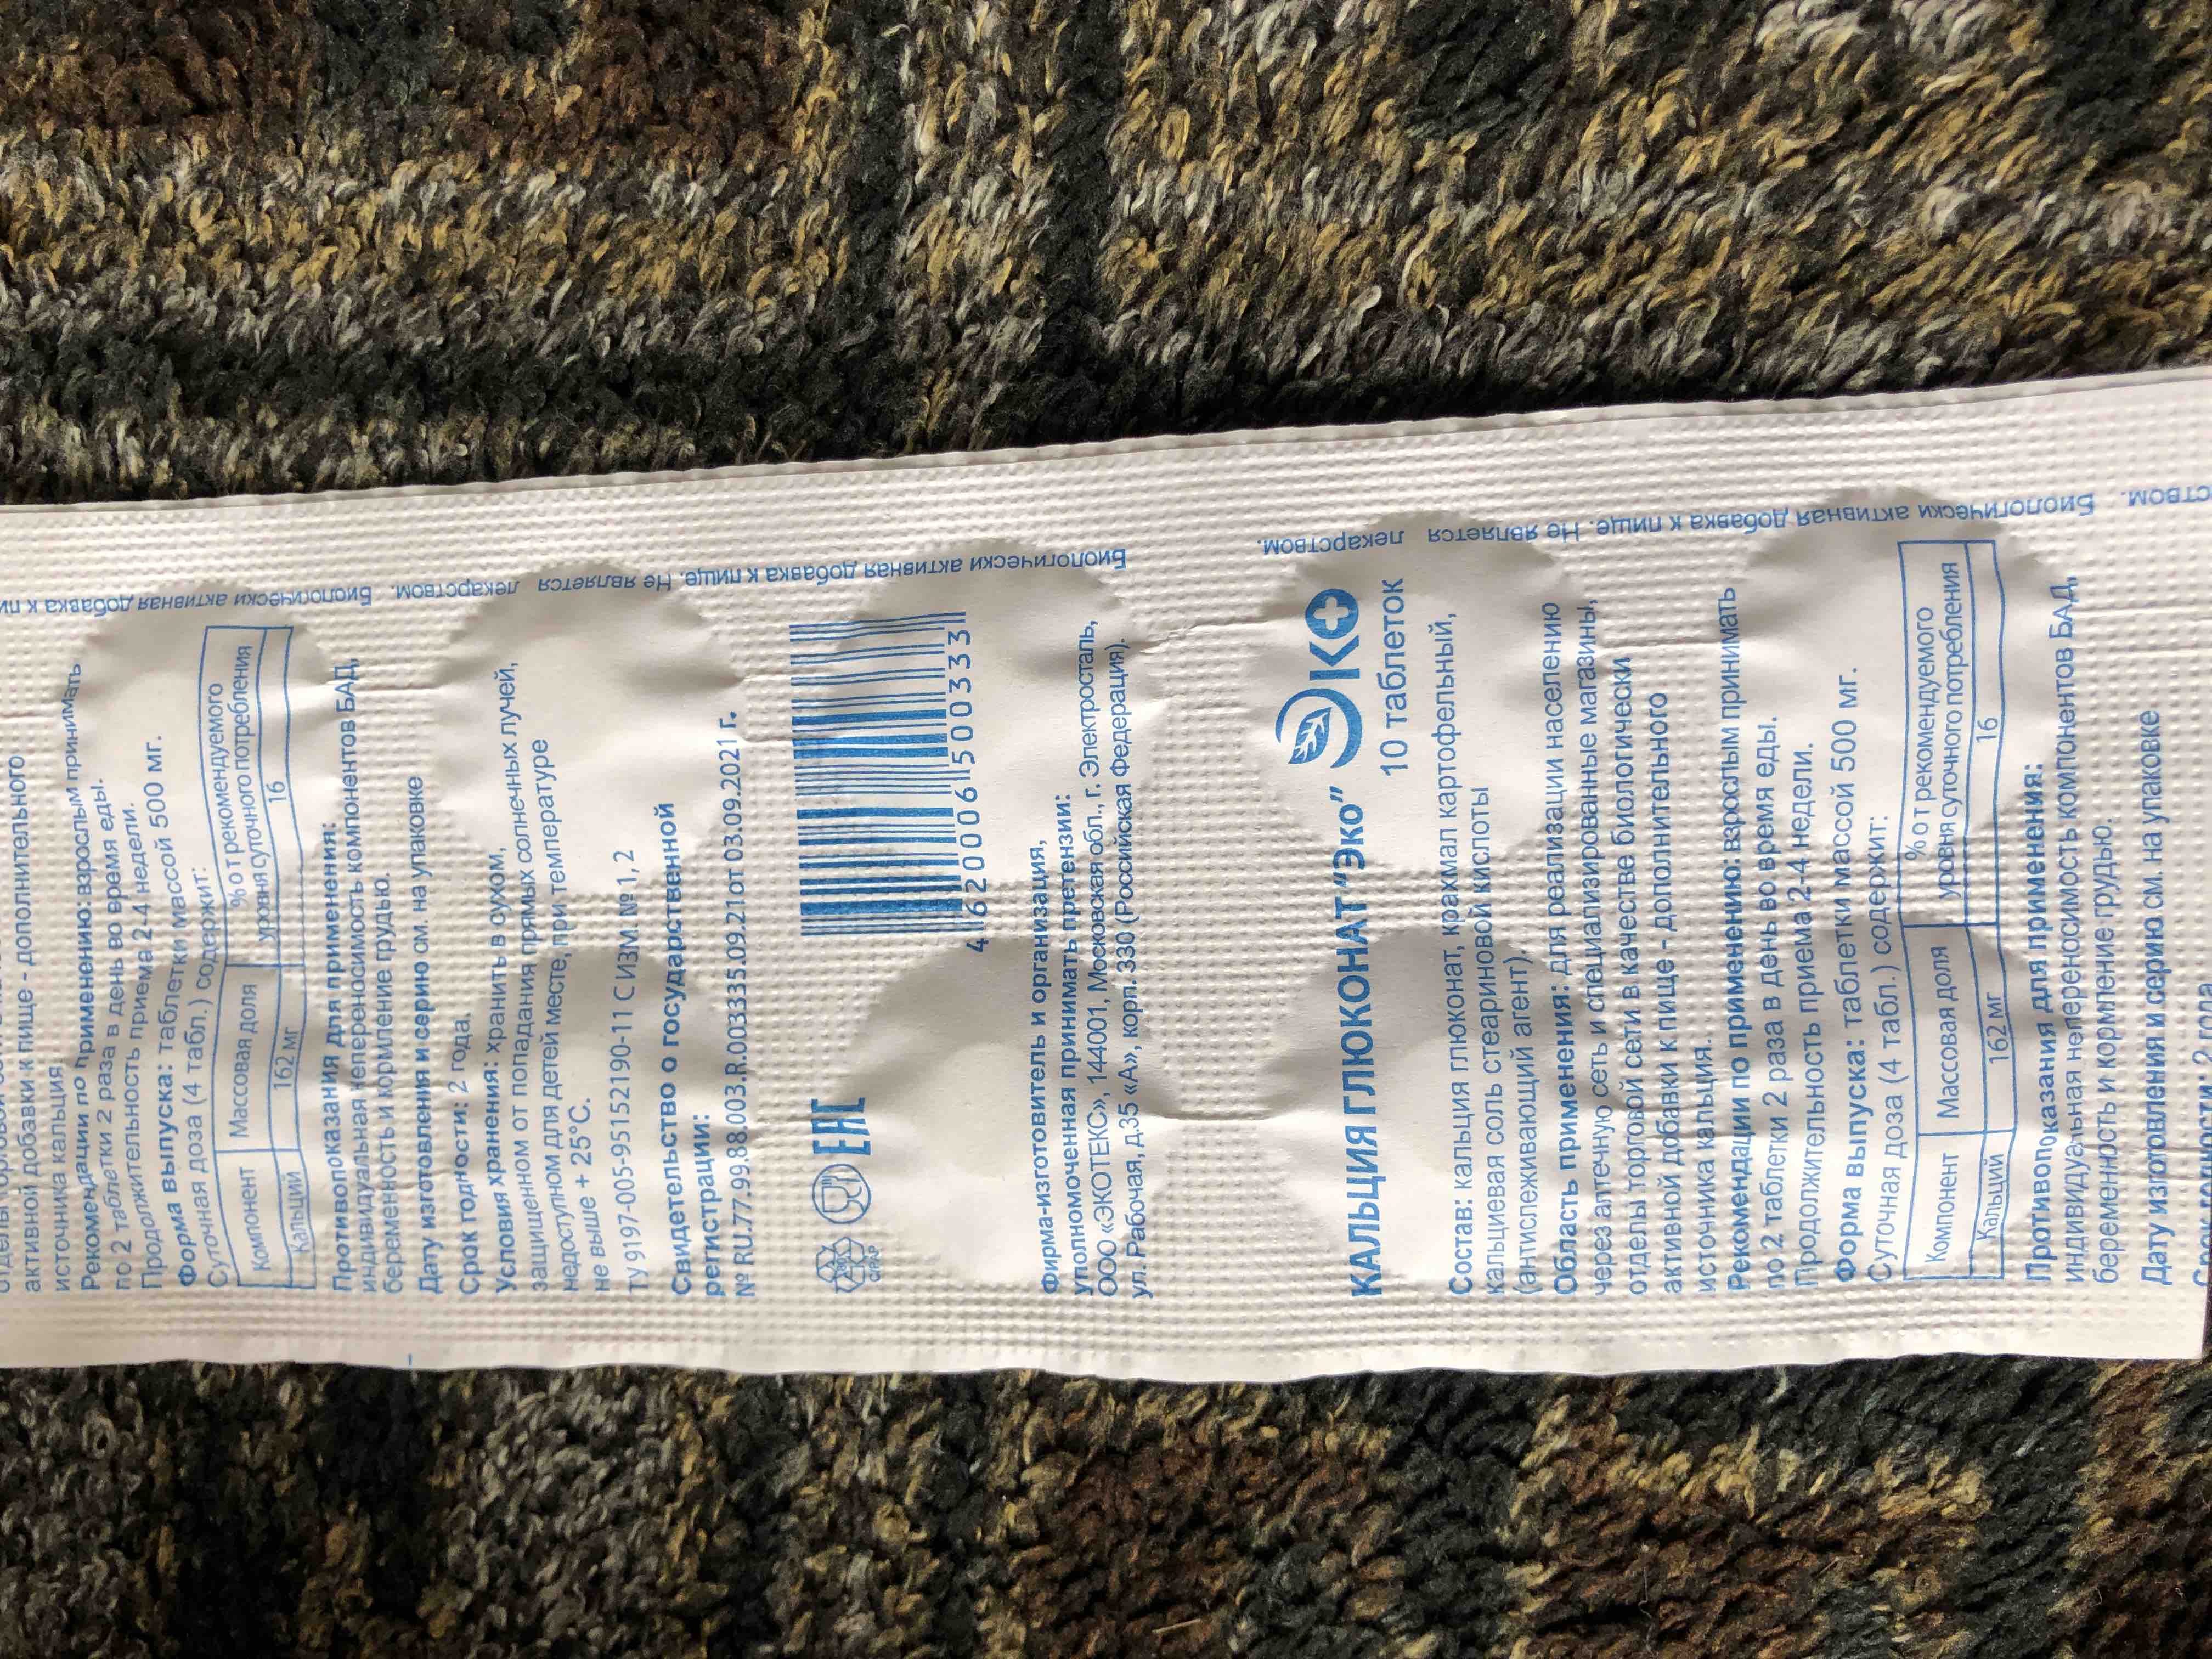 активной добавки к пище - дополнительного
источника кальция.
Рекомендации по применению: взрослым принимать
по 2 таблетки 2 раза в день во время еды.
Продолжительность приема 2-4 недели.
Форма выпуска: таблетки массой 500 мг.
Суточная доза (4 табл.) содержит:
Компонент Массовая доля % от рекомендуемого
уровня суточного потребления
Кальций 162 мг 16
Противопоказания для применения:
индивидуальная непереносимость компонентов БАД,
беременность и кормление грудью.
Дату изготовления и серию см. на упаковке
Срок годности: 2 года.
Условия хранения: хранить в сухом,
защищенном от попадания прямых солнечных лучей,
недоступном для детей месте, при температуре
не выше + 25°С.
ТУ 9197-005-95152190-11 С ИЗМ. № 1, 2
Свидетельство о государственной
регистрации:
№ RU.77.99.88.003.R.003335.09.21 от 03.09.2021 г.
EAC
C/PAP
4 620006 500333
Фирма-изготовитель и организация,
уполномоченная принимать претензии:
ООО «ЭКОТЕКС», 144001, Московская обл., г. Электросталь,
ул. Рабочая, д.35 «А», корп. 330 (Российская Федерация).
КАЛЬЦИЯ ГЛЮКОНАТ "Эко" Эко
10 таблеток
Состав: кальция глюконат, крахмал картофельный,
кальциевая соль стеариновой кислоты
(антислеживающий агент).
Область применения: для реализации населению
через аптечную сеть и специализированные магазины,
отделы торговой сети в качестве биологически
активной добавки к пище - дополнительного
источника кальция.
Рекомендации по применению: взрослым принимать
по 2 таблетки 2 раза в день во время еды.
Продолжительность приема 2-4 недели.
Форма выпуска: таблетки массой 500 мг.
Суточная доза (4 табл.) содержит:
Компонент Массовая доля % от рекомендуемого
уровня суточного потребления
Кальций 162 мг 16
Противопоказания для применения:
индивидуальная непереносимость компонентов БАД,
беременность и кормление грудью.
Дату изготовления и серию см. на упаковке
ством. Биологически активная добавка к пище. Не является лекарством.
Биологически активная добавка к пище. Не является лекарством. Биологически активная добавка к пи